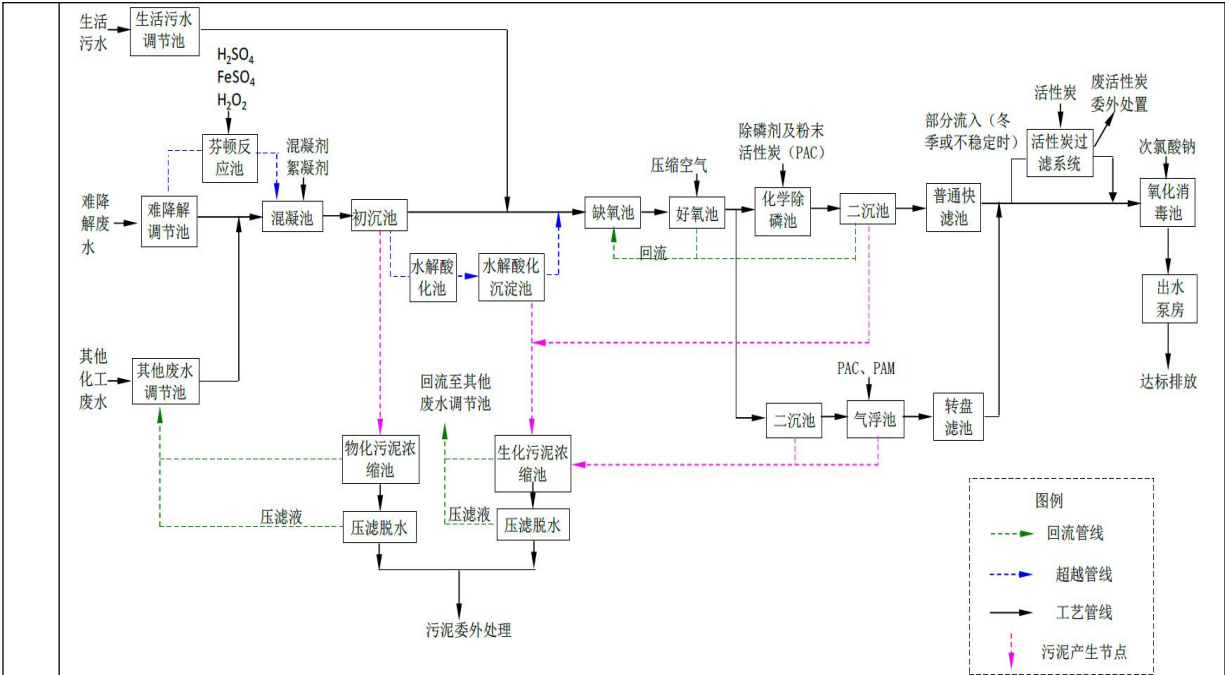 生活
污水
生活污水
调节池
H₂SO₄
FeSO₄
H₂O₂
芬顿反
应池
混凝剂
絮凝剂
难降
解废
水
难降解
调节池
混凝池
初沉池
水解酸
化池
水解酸化
沉淀池
缺氧池
压缩空气
好氧池
回流
除磷剂及粉末
活性炭（PAC）
化学除
磷池
二沉池
普通快
滤池
部分流入（冬
季或不稳定时）
活性炭
活性炭过
滤系统
废活性炭
委外处置
次氯酸钠
氧化消
毒池
出水
泵房
达标排放
其他
化工
废水
其他废水
调节池
回流至其他
废水调节池
PAC、PAM
二沉池
气浮池
转盘
滤池
物化污泥浓
缩池
生化污泥浓
缩池
压滤液
压滤脱水
压滤液
压滤脱水
污泥委外处理
图例
回流管线
超越管线
工艺管线
污泥产生节点